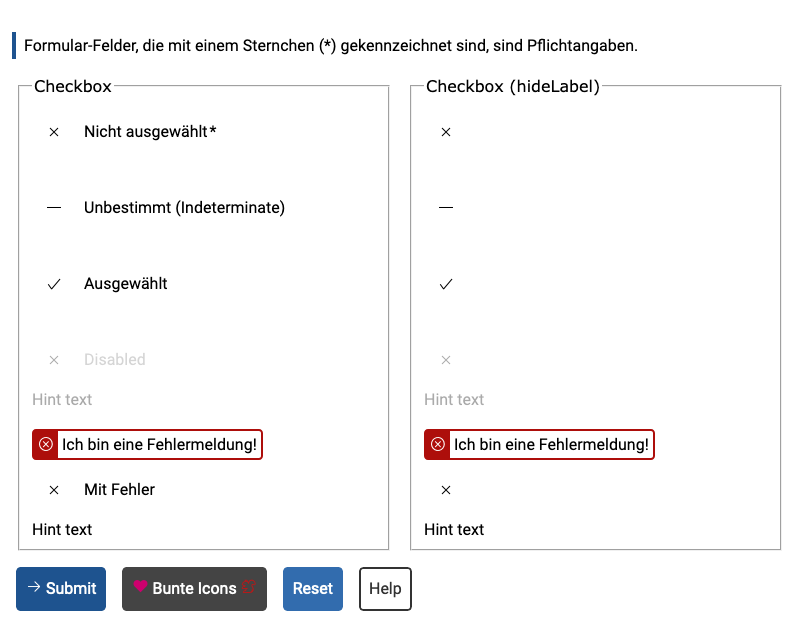 Formular-Felder, die mit einem Sternchen (*) gekennzeichnet sind, sind Pflichtangaben.
Checkbox
Nicht ausgewählt*
Unbestimmt (Indeterminate)
Ausgewählt
Disabled
Hint text
Ich bin eine Fehlermeldung!
Mit Fehler
Hint text
Checkbox (hideLabel)
Hint text
Ich bin eine Fehlermeldung!
Hint text
Submit
Bunte Icons
Reset
Help